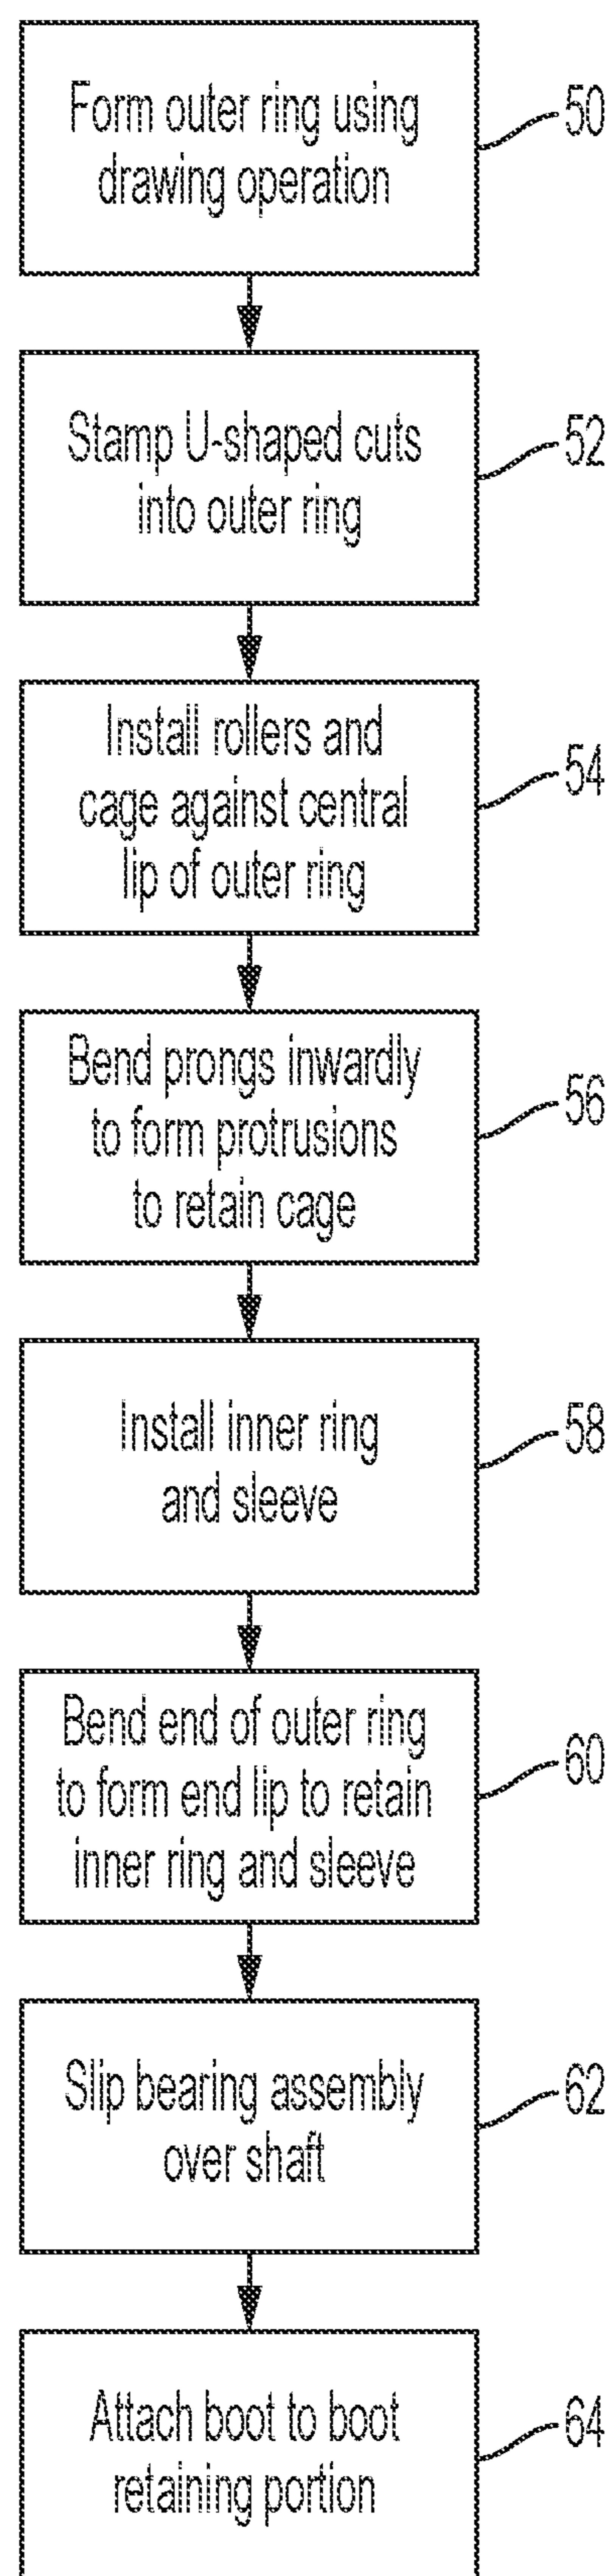 Form outer ring using
drawing operation
50
Stamp U-shaped cuts
into outer ring
52
Install rollers and
cage against central
lip of outer ring
54
Bend prongs inwardly
to form protrusions
to retain cage
56
Install inner ring
and sleeve
58
Bend end of outer ring
to form end lip to retain
inner ring and sleeve
60
Slip bearing assembly
over shaft
62
Attach boot to boot
retaining portion
64